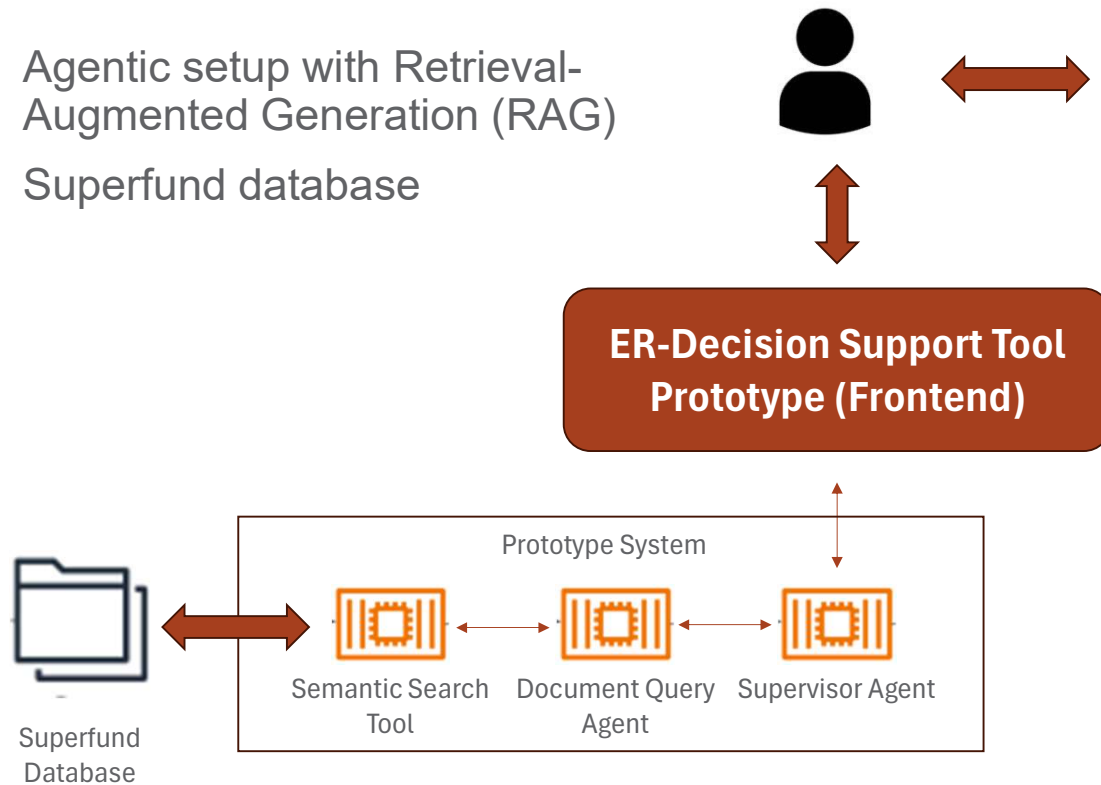 Agentic setup with Retrieval-
Augmented Generation (RAG)
Superfund database
ER-Decision Support Tool
Prototype (Frontend)
Prototype System
Semantic Search
Tool
Document Query
Agent
Supervisor Agent
Superfund
Database